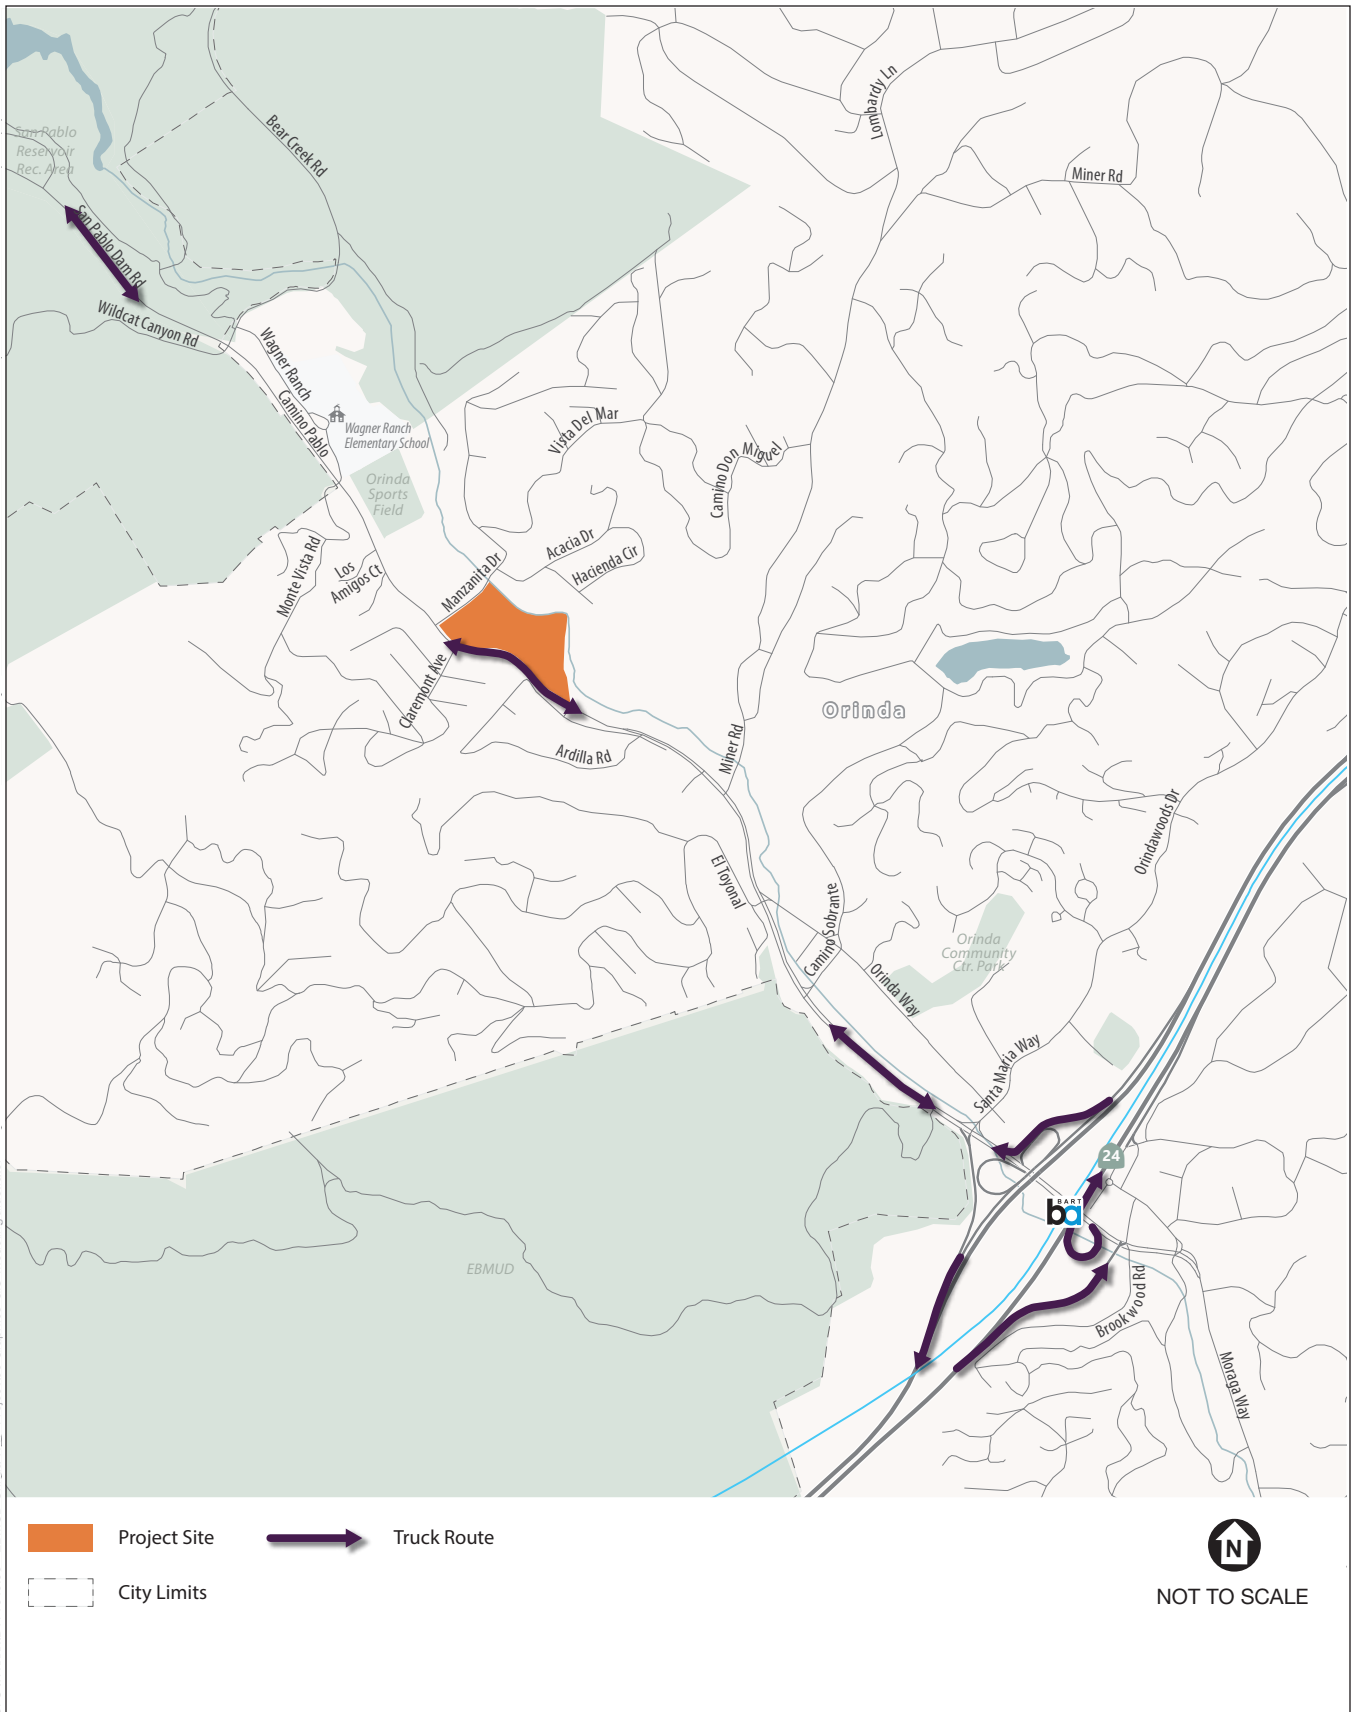 Lombardy Ln
San Pablo
Reservoir
Rec. Area
Bear Creek Rd
Miner Rd
San Pablo Dam Rd
Wildcat Canyon Rd
Wagner Ranch
Camino Pablo
Wagner Ranch
Elementary School
Vista Del Mar
Camino Don Miguel
Orinda
Sports
Field
Monte Vista Rd
Los
Amigos Ct
Manzanita Dr
Acacia Dr
Hacienda Cir
Claremont Ave
Orinda
Ardilla Rd
Miner Rd
Orindawoods Dr
El Toyonal
Camino Sobrante
Orinda
Community
Ctr. Park
Orinda Way
Santa Maria Way
24
BART
ba
EBMUD
Brookwood Rd
Moraga Way
Project Site
Truck Route
City Limits
N
NOT TO SCALE